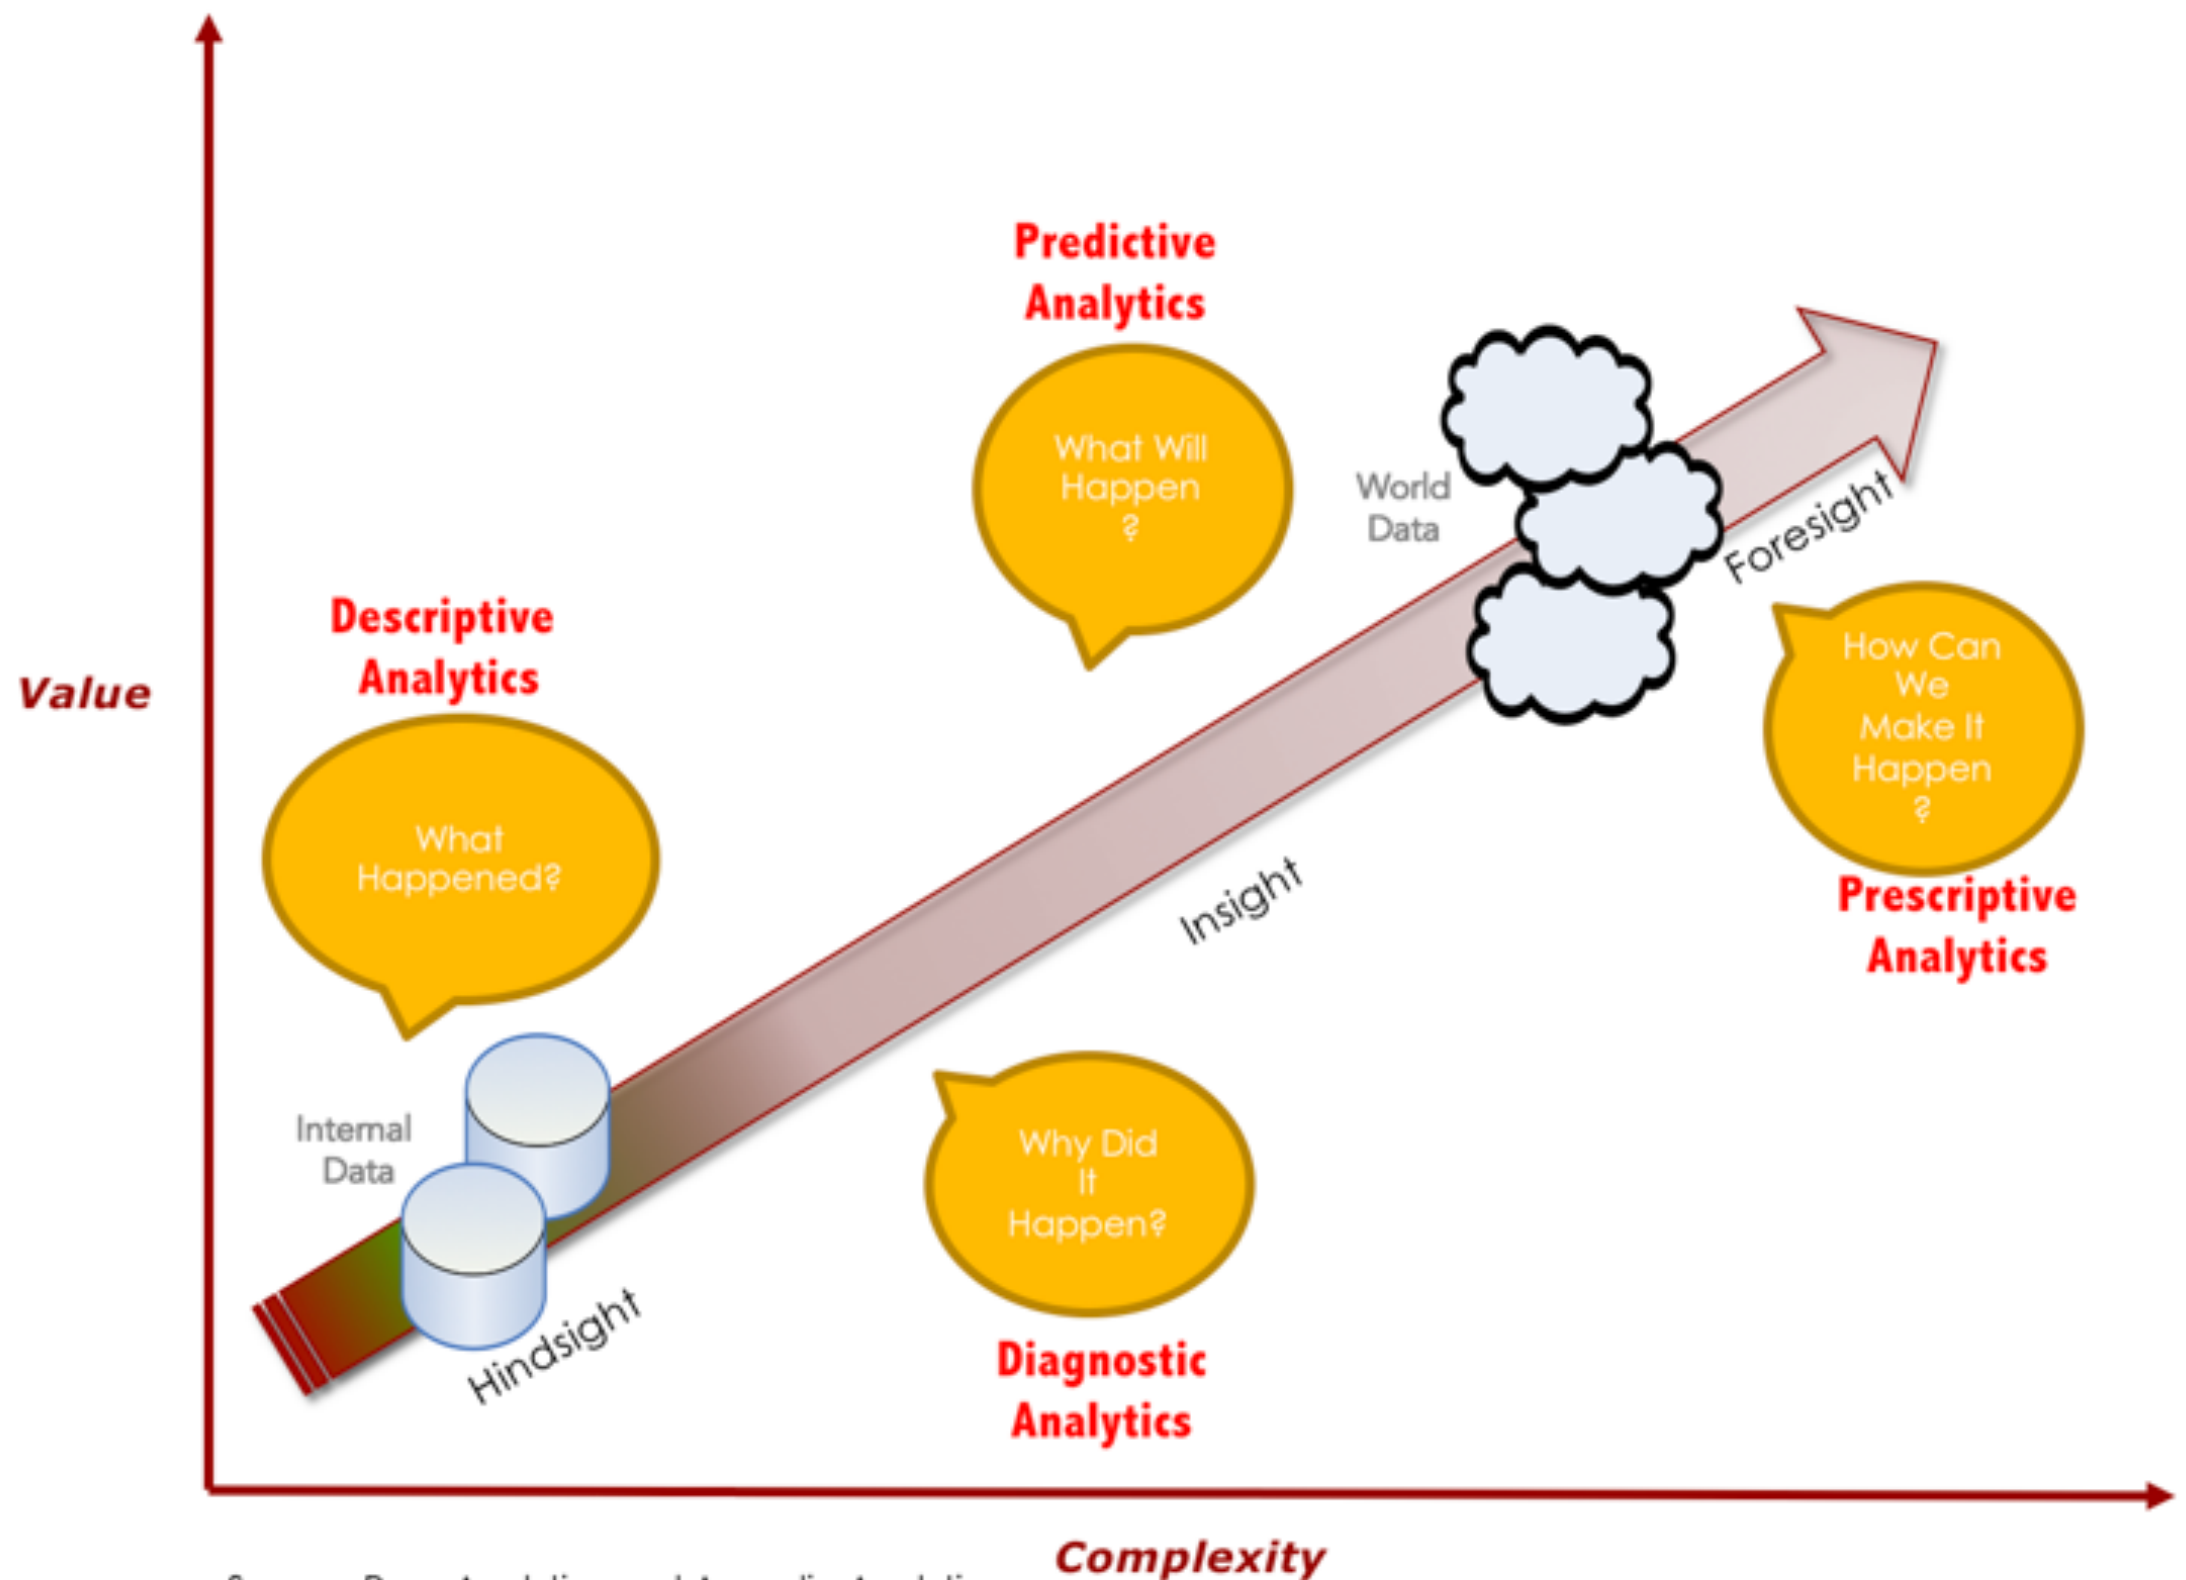 Predictive
Analytics
What Will
Happen
?
World
Data
Foresight
Descriptive
Analytics
Value
What
Happened?
How Can
We
Make It
Happen
?
Prescriptive
Analytics
Insight
Internal
Data
Why Did
It
Happen?
Hindsight
Diagnostic
Analytics
Complexity